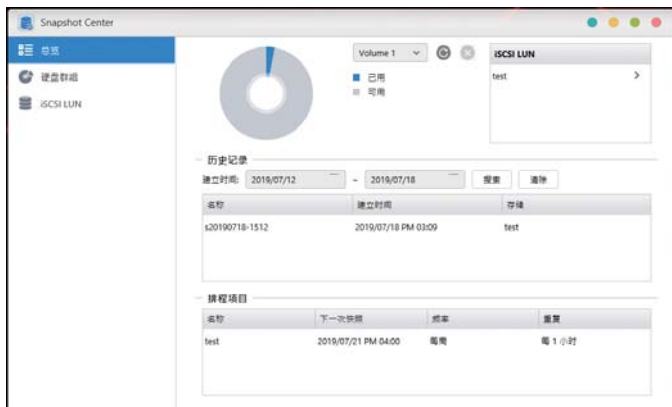 Snapshot Center
总览
硬盘群组
iSCSI LUN
Volume 1
已用
可用
iSCSI LUN
test
历史记录
建立时间: 2019/07/12 ~ 2019/07/18 搜索 清除
名称 建立时间 存储
s20190718-1512 2019/07/18 PM 03:09 test
排程项目
名称 下一次快照 频率 重复
test 2019/07/21 PM 04:00 每周 每 1 小时